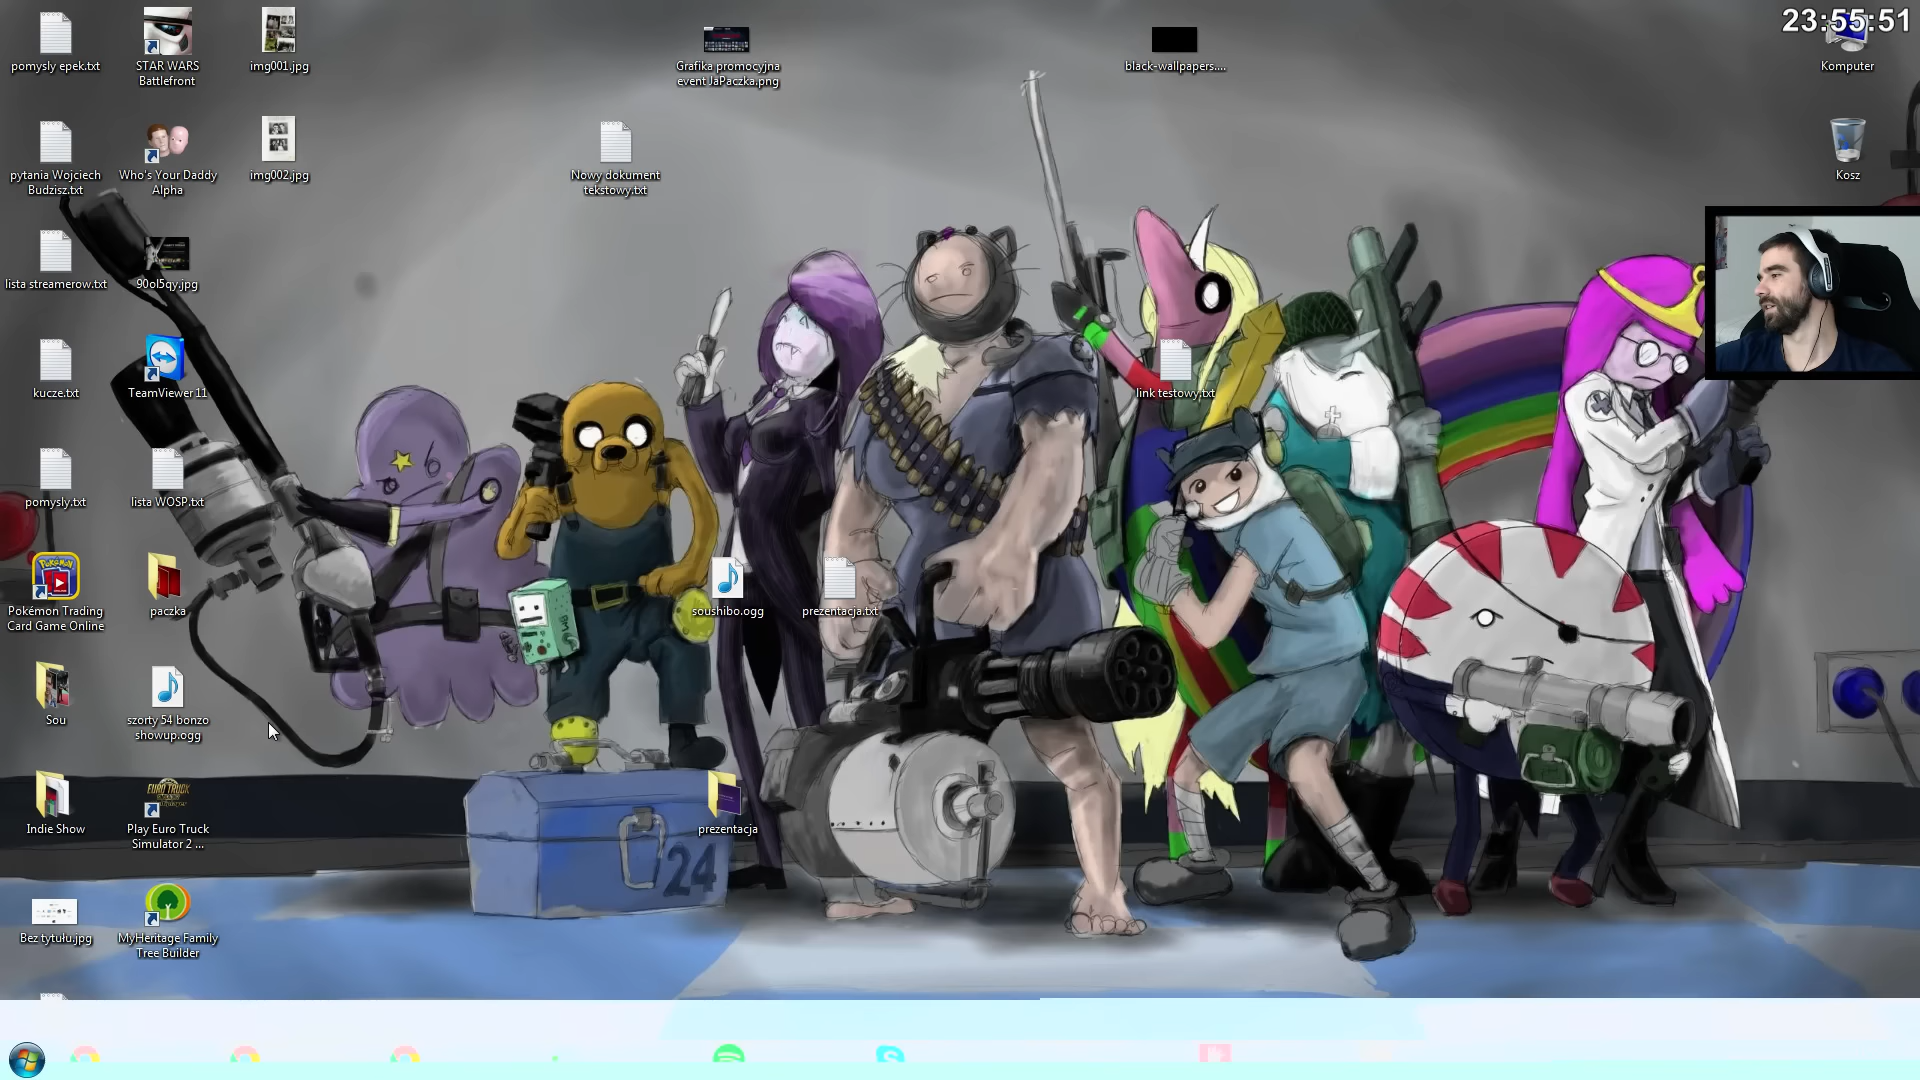 23:55:51
pomysly epek.txt
STAR WARS
Battlefront
img001.jpg
Grafika promocyjna
event JaPaczka.png
black-wallpapers....
Komputer
pytania Wojciech
Budzisz.txt
Who's Your Daddy
Alpha
img002.jpg
Nowy dokument
tekstowy.txt
Kosz
lista streamerow.txt
90ol5qy.jpg
kucze.txt
TeamViewer 11
link testowy.txt
pomysly.txt
lista WOSP.txt
Pokémon Trading
Card Game Online
paczka
soushibo.ogg
prezentacja.txt
Sou
szorty 54 bonzo
showup.ogg
Indie Show
Play Euro Truck
Simulator 2 ...
prezentacja
24
Bez tytułu.jpg
MyHeritage Family
Tree Builder